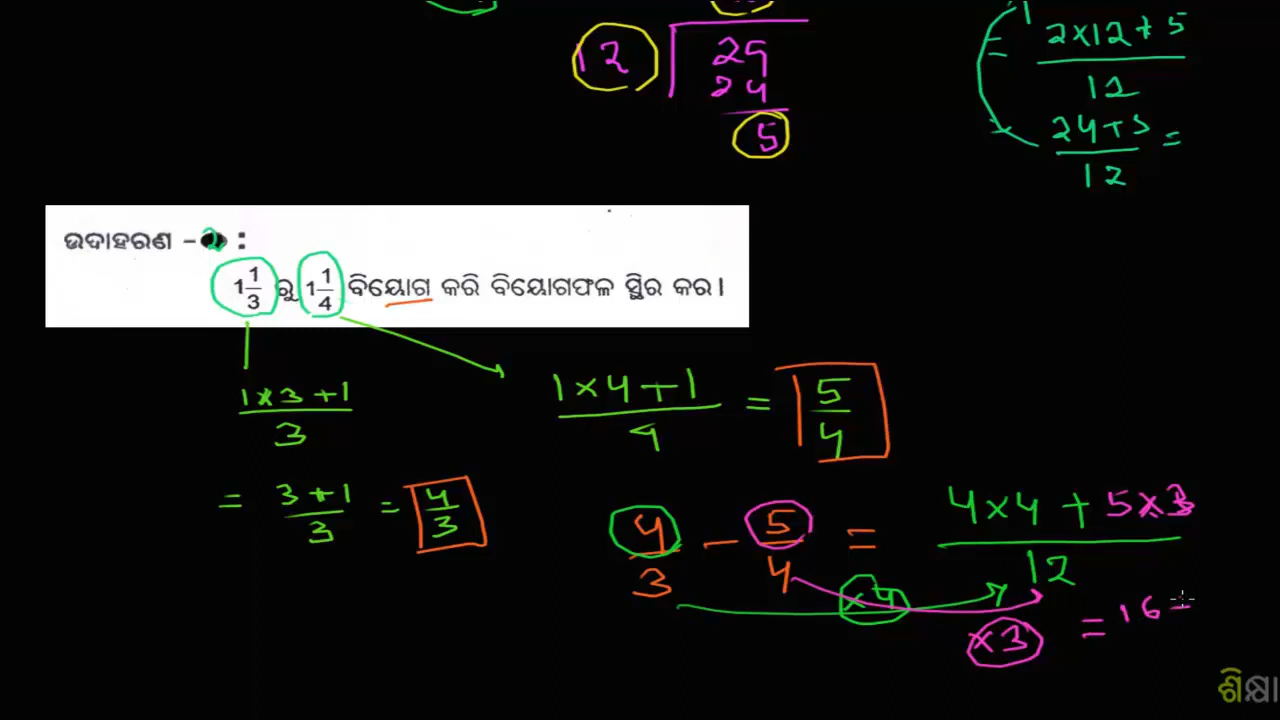 12 29
24
5
= 2×12+5
12
24+5 =
12
ଉଦାହରଣ - :
1 1/3 ରୁ 1 1/4 ବିୟୋଗ କରି ବିୟୋଗଫଳ ସ୍ଥିର କର।
1×3+1
3
= 3+1 = 4
3 3
1×4+1 = 5
4 4
4 - 5 = 4×4 + 5×3
3 4 12
×4
×3 = 16-
ଶିକ୍ଷା